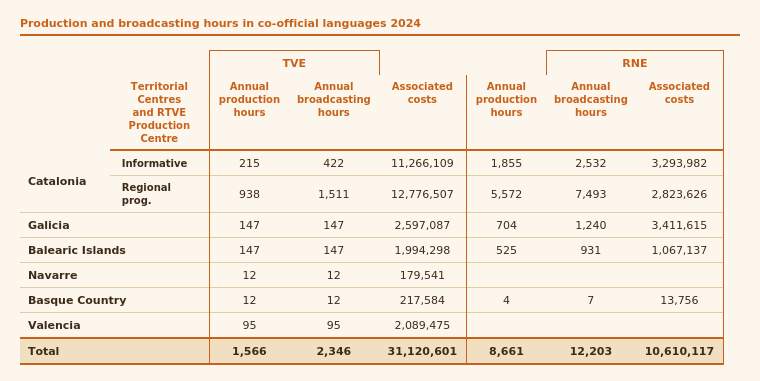 Production and broadcasting hours in co-official languages 2024
TVE RNE
Territorial Centres and RTVE Production Centre Annual production hours Annual broadcasting hours Associated costs Annual production hours Annual broadcasting hours Associated costs
Catalonia
Informative 215 422 11,266,109 1,855 2,532 3,293,982
Regional prog. 938 1,511 12,776,507 5,572 7,493 2,823,626
Galicia 147 147 2,597,087 704 1,240 3,411,615
Balearic Islands 147 147 1,994,298 525 931 1,067,137
Navarre 12 12 179,541
Basque Country 12 12 217,584 4 7 13,756
Valencia 95 95 2,089,475
Total 1,566 2,346 31,120,601 8,661 12,203 10,610,117